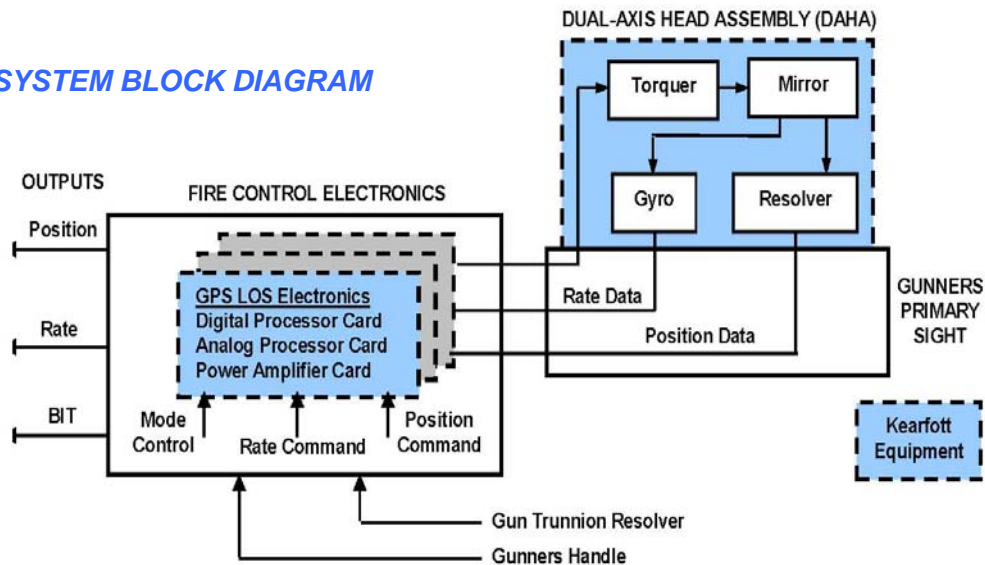 DUAL-AXIS HEAD ASSEMBLY (DAHA)
SYSTEM BLOCK DIAGRAM
Torquer
Mirror
OUTPUTS
FIRE CONTROL ELECTRONICS
Gyro
Resolver
Position
GPS LOS Electronics
Digital Processor Card
Analog Processor Card
Power Amplifier Card
Rate Data
Position Data
GUNNERS
PRIMARY
SIGHT
Rate
BIT
Mode
Control
Rate Command
Position
Command
Kearfott
Equipment
Gun Trunnion Resolver
Gunners Handle